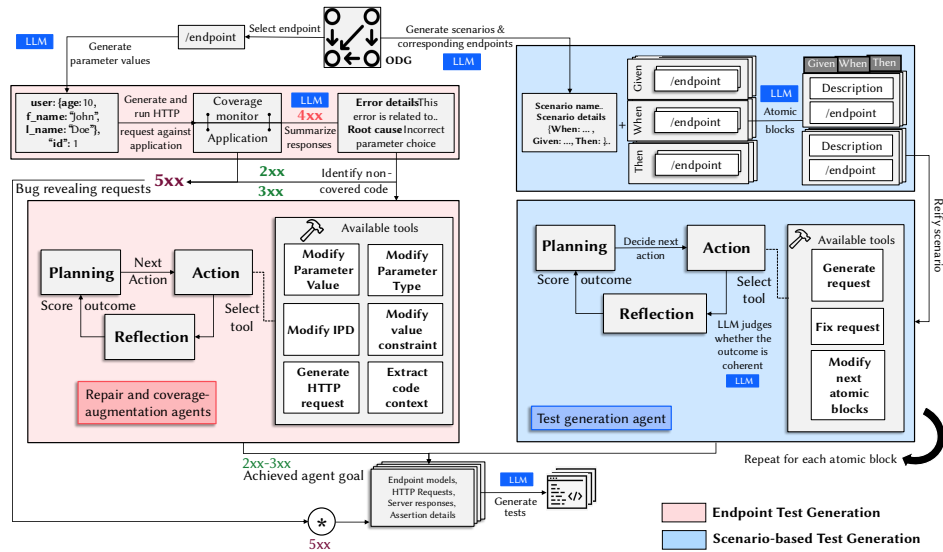 LLM
Generate
parameter values
/endpoint
Select endpoint
ODG
Generate scenarios &
corresponding endpoints
LLM
user: {age:10,
f_name: “John”,
l_name: “Doe”},
“id”: 1
Generate and
run HTTP
request against
application
Coverage
monitor
Application
LLM
4xx
Summarize
responses
Error details This
error is related to..
Root cause Incorrect
parameter choice
Scenario name..
Scenario details
{When: ... ,
Given: ..., Then: }..
+
Given
/endpoint
When
/endpoint
Then
/endpoint
LLM
Atomic
blocks
Given When Then
Description
/endpoint
Description
/endpoint
Reify scenario
Bug revealing requests
5xx
2xx
3xx
Identify non-
covered code
Planning
Next
Action
Action
Score
outcome
Reflection
Select
tool
Repair and coverage-
augmentation agents
Available tools
Modify
Parameter
Value
Modify
Parameter
Type
Modify IPD
Modify
value
constraint
Generate
HTTP
request
Extract
code
context
Planning
Decide next
action
Action
Score
outcome
Reflection
Select
tool
LLM judges
whether the
outcome is
coherent
LLM
Test generation agent
Available tools
Generate
request
Fix request
Modify
next
atomic
blocks
Repeat for each atomic block
2xx-3xx
Achieved agent goal
Endpoint models,
HTTP Requests,
Server responses,
Assertion details
LLM
Generate
tests
</>
*
5xx
Endpoint Test Generation
Scenario-based Test Generation